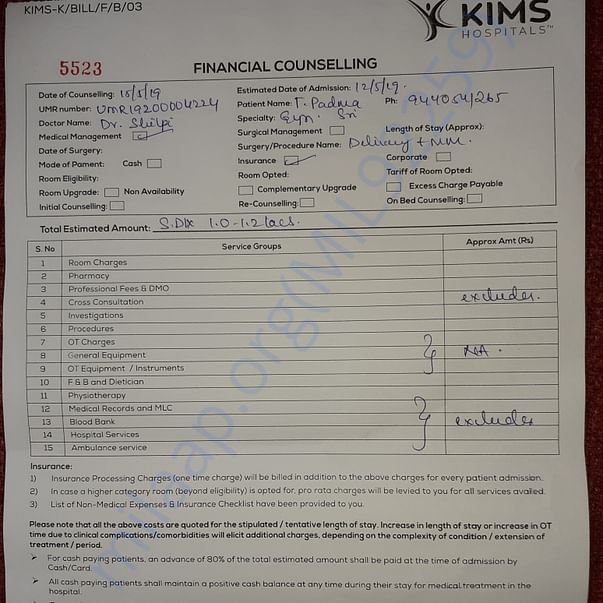 KIMS-K/BILL/F/B/03
KIMS
HOSPITALS™
5523
FINANCIAL COUNSELLING
Date of Counselling: 15/5/19
Estimated Date of Admission: 12/5/19.
UMR number: UMR19200004224
Patient Name: T. Padma
Ph: 9440541265
Doctor Name: Dr. Shilpi
Specialty: Gyn. Sri
Medical Management
Surgical Management
Length of Stay (Approx):
Date of Surgery:
Surgery/Procedure Name: Delivery + MM.
Mode of Pament: Cash
Insurance
Corporate
Room Eligibility:
Room Opted:
Tariff of Room Opted:
Room Upgrade: Non Availability
Complementary Upgrade
Excess Charge Payable
Initial Counselling:
Re-Counselling:
On Bed Counselling:
Total Estimated Amount: S.Dlx 1.0-1.2 lacs.
S. No Service Groups Approx Amt (Rs)
1 Room Charges
2 Pharmacy
3 Professional Fees & DMO
4 Cross Consultation excludes.
5 Investigations
6 Procedures
7 OT Charges
8 General Equipment NA.
9 OT Equipment / Instruments
10 F & B and Dietician
11 Physiotherapy
12 Medical Records and MLC
13 Blood Bank excludes
14 Hospital Services
15 Ambulance service
Insurance:
1) Insurance Processing Charges (one time charge) will be billed in addition to the above charges for every patient admission.
2) In case a higher category room (beyond eligibility) is opted for, pro rata charges will be levied to you for all services availed.
3) List of Non-Medical Expenses & Insurance Checklist have been provided to you.
Please note that all the above costs are quoted for the stipulated / tentative length of stay. Increase in length of stay or increase in OT
time due to clinical complications/comorbidities will elicit additional charges, depending on the complexity of condition / extension of
treatment / period.
➢ For cash paying patients, an advance of 80% of the total estimated amount shall be paid at the time of admission by
Cash/Card.
➢ All cash paying patients shall maintain a positive cash balance at any time during their stay for medical treatment in the
hospital.